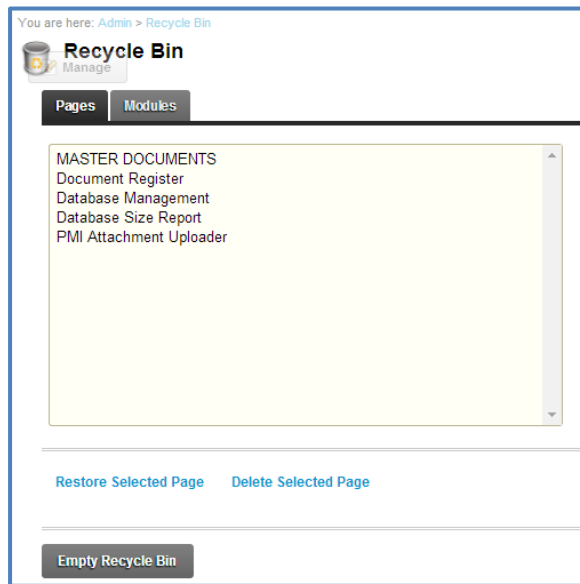 You are here: Admin > Recycle Bin
Recycle Bin
Manage
Pages Modules
MASTER DOCUMENTS
Document Register
Database Management
Database Size Report
PMI Attachment Uploader
Restore Selected Page Delete Selected Page
Empty Recycle Bin